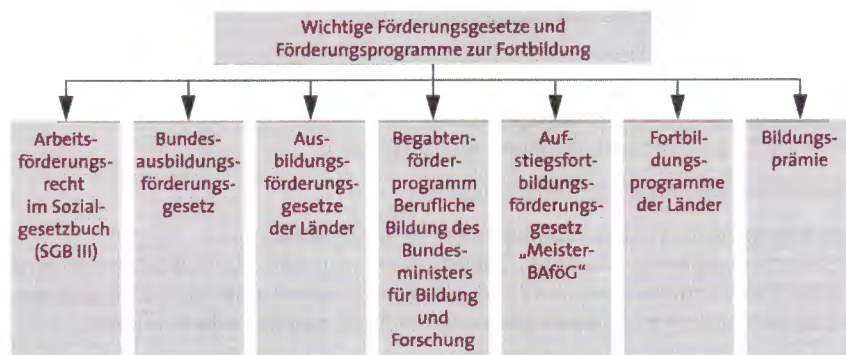 Wichtige Förderungsgesetze und
Förderungsprogramme zur Fortbildung
Arbeits-
förderungs-
recht
im Sozial-
gesetzbuch
(SGB III)
Bundes-
ausbildungs-
förderungs-
gesetz
Aus-
bildungs-
förderungs-
gesetze
der Länder
Begabten-
förder-
programm
Berufliche
Bildung des
Bundes-
ministers
für Bildung
und
Forschung
Auf-
stiegsfort-
bildungs-
förderungs-
gesetz
„Meister-
BAföG“
Fortbil-
dungs-
programme
der Länder
Bildungs-
prämie